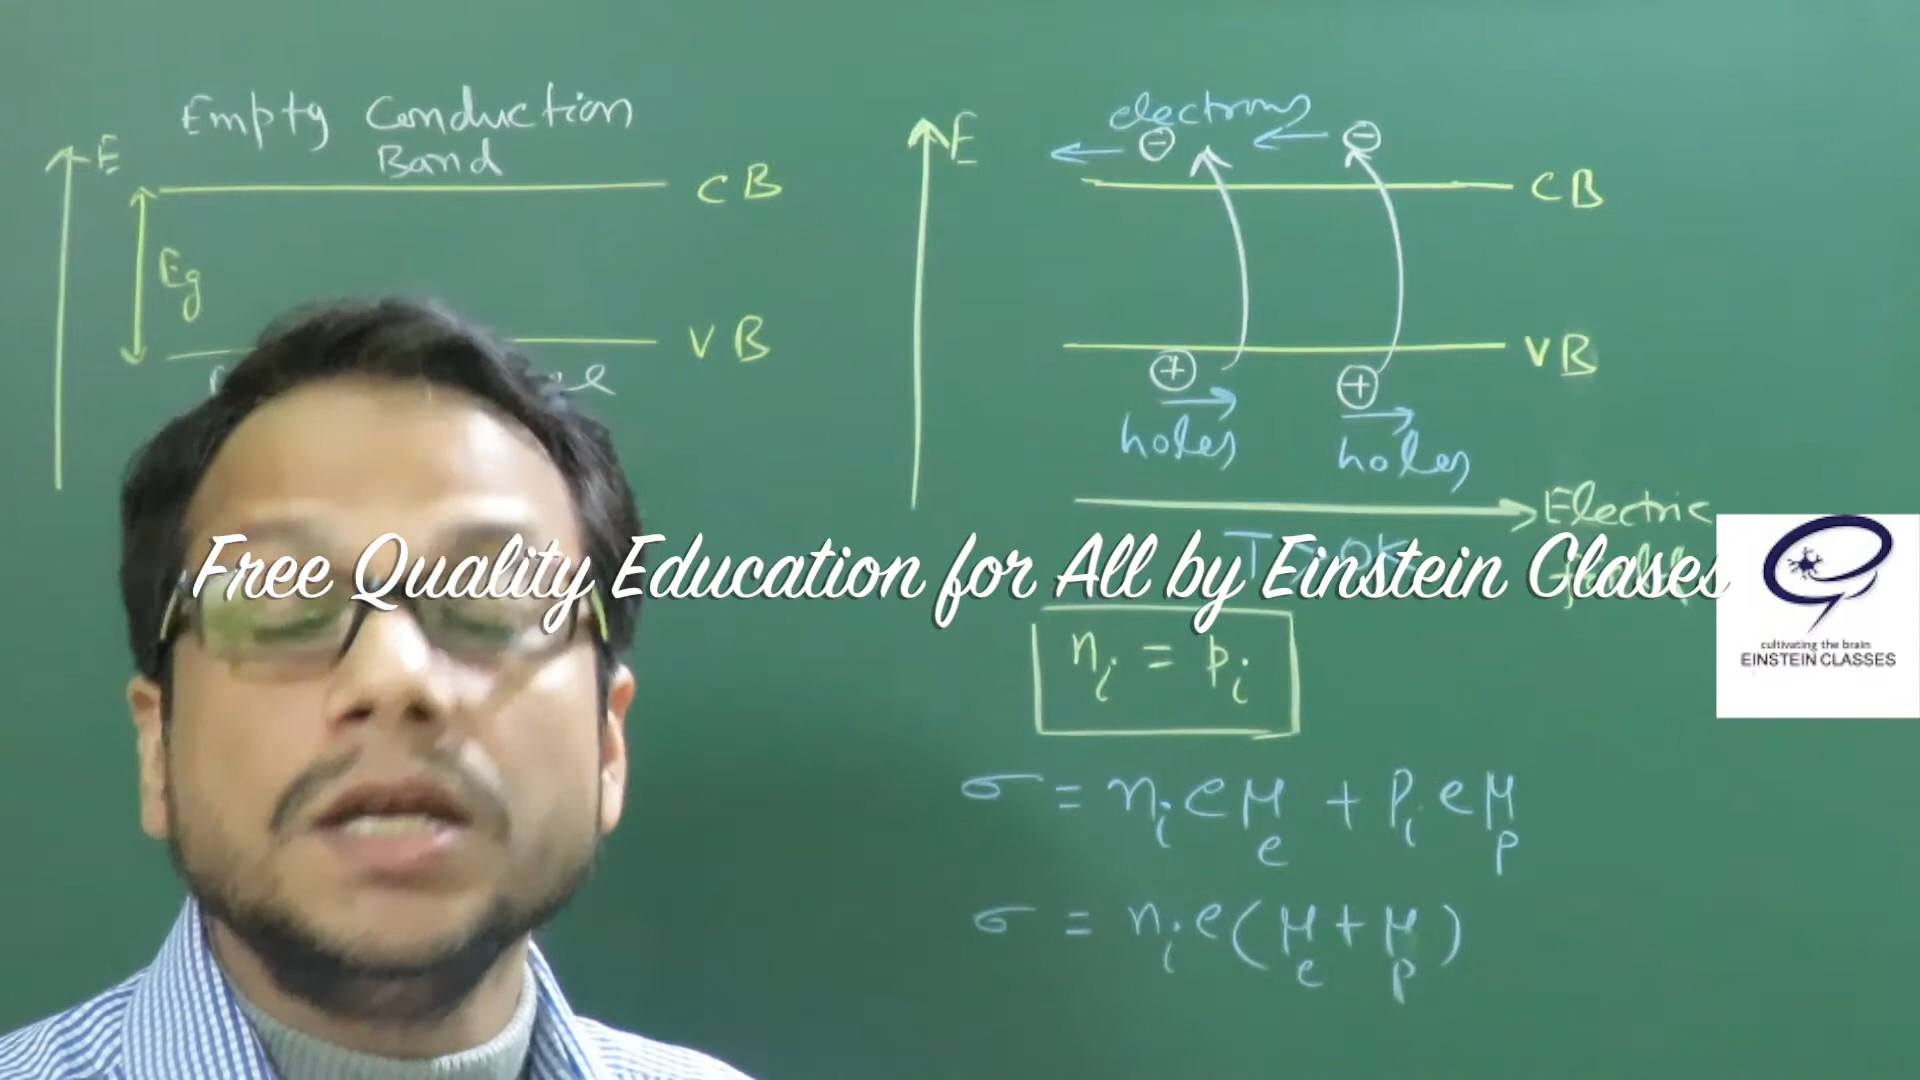 Empty Conduction
Band
E
CB
Eg
VB
E
electrons
⊖
⊖
CB
VB
⊕
⊕
holes
holes
Electric
T > 0K
Free Quality Education for All by Einstein Clases
cultivating the brain
EINSTEIN CLASSES
nᵢ = pᵢ
σ = nᵢeμₑ + pᵢeμₚ
σ = nᵢe(μₑ+μₚ)